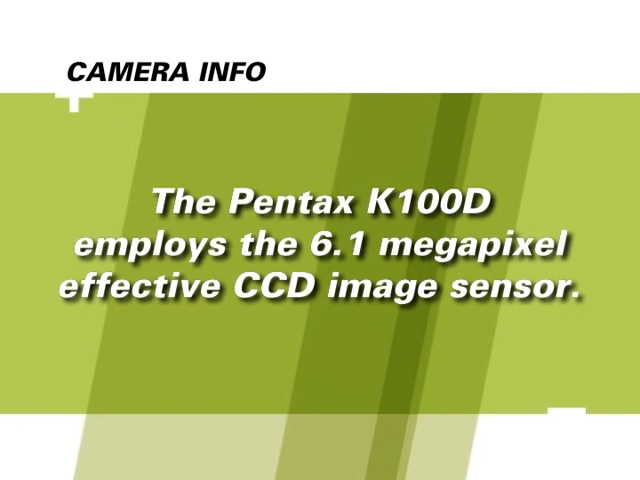 CAMERA INFO
The Pentax K100D
employs the 6.1 megapixel
effective CCD image sensor.